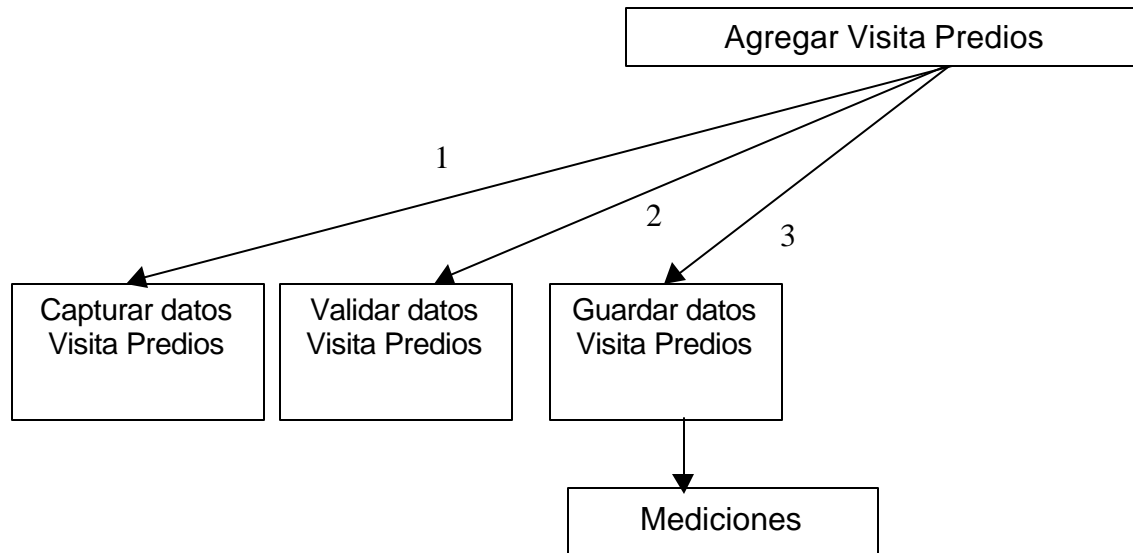 Agregar Visita Predios
1
2
3
Capturar datos
Visita Predios
Validar datos
Visita Predios
Guardar datos
Visita Predios
Mediciones